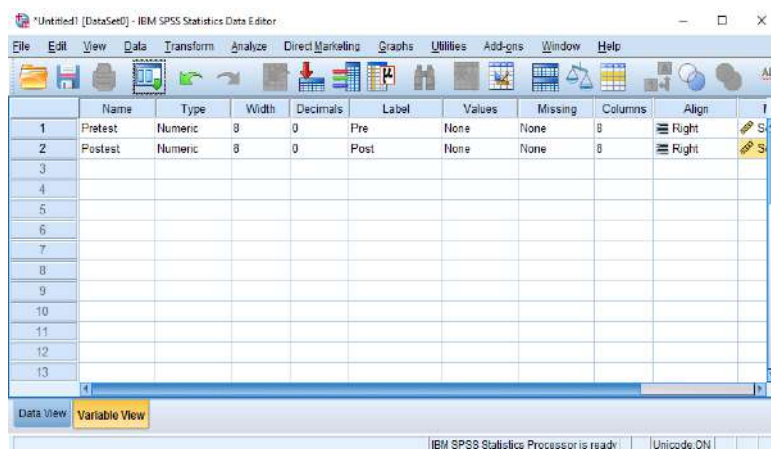 *Untitled1 [DataSet0] - IBM SPSS Statistics Data Editor
File Edit View Data Transform Analyze Direct Marketing Graphs Utilities Add-ons Window Help
Name Type Width Decimals Label Values Missing Columns Align
1 Pretest Numeric 8 0 Pre None None 8 Right
2 Postest Numeric 8 0 Post None None 8 Right
3
4
5
6
7
8
9
10
11
12
13
Data View Variable View
IBM SPSS Statistics Processor is ready Unicode:ON